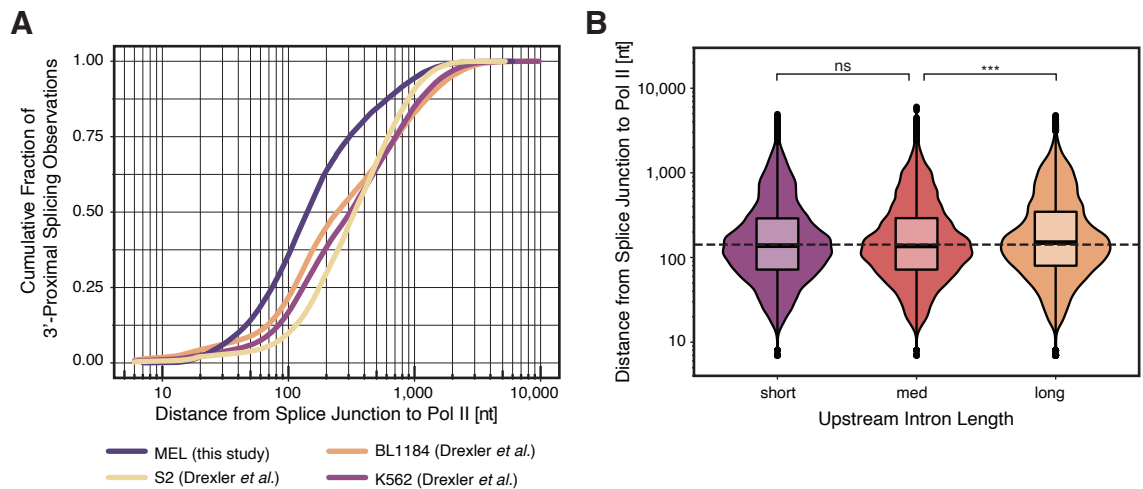 A
Cumulative Fraction of
3'-Proximal Splicing Observations
1.00
0.75
0.50
0.25
0.00
10
100
1,000
10,000
Distance from Splice Junction to Pol II [nt]
MEL (this study)
S2 (Drexler et al.)
BL1184 (Drexler et al.)
K562 (Drexler et al.)
B
Distance from Splice Junction to Pol II [nt]
10,000
1,000
100
10
ns
***
short
med
long
Upstream Intron Length